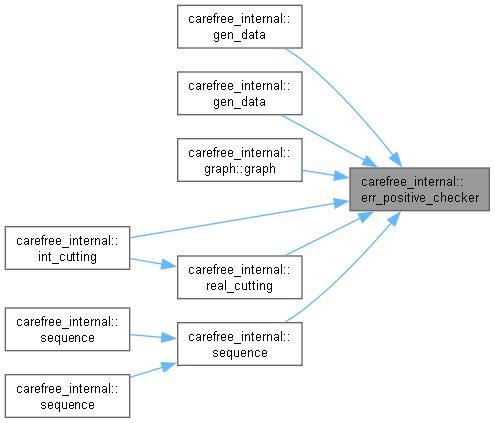 carefree_internal::
gen_data
carefree_internal::
gen_data
carefree_internal::
graph::graph
carefree_internal::
err_positive_checker
carefree_internal::
int_cutting
carefree_internal::
real_cutting
carefree_internal::
sequence
carefree_internal::
sequence
carefree_internal::
sequence